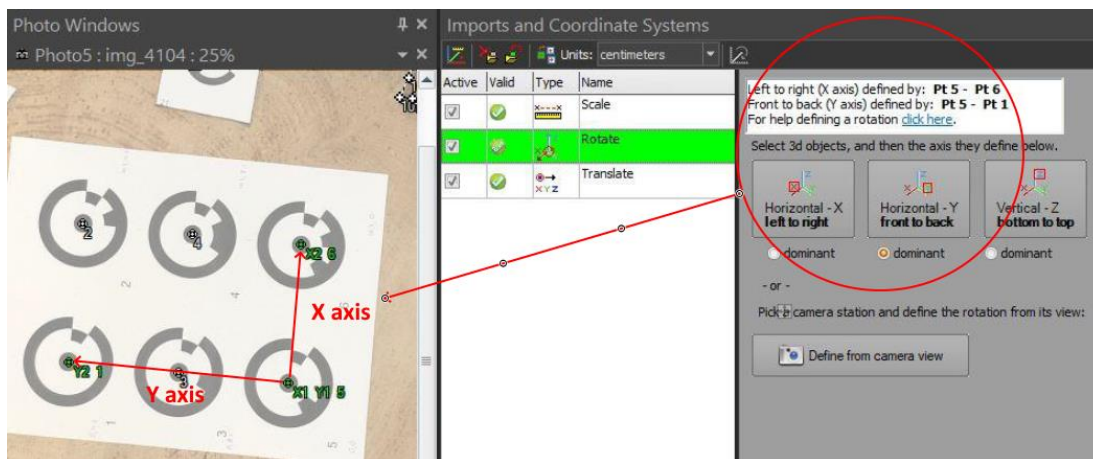 Photo Windows
Photo5 : img_4104 : 25%
2
4
X2 6
X axis
Y2 1
3
Y axis
X1 Y1 5
2
4
1
3
5
Imports and Coordinate Systems
Units: centimeters
Active Valid Type Name
Scale
Rotate
Translate
X Y Z
Left to right (X axis) defined by: Pt 5 - Pt 6
Front to back (Y axis) defined by: Pt 5 - Pt 1
For help defining a rotation click here.
Select 3d objects, and then the axis they define below.
Horizontal - X
left to right
Horizontal - Y
front to back
Vertical - Z
bottom to top
dominant
dominant
dominant
- or -
Pick camera station and define the rotation from its view:
Define from camera view